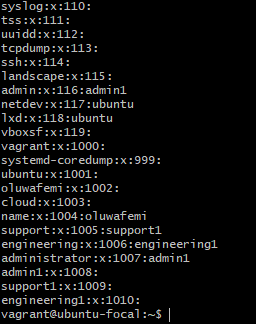 syslog:x:110:
tss:x:111:
uuidd:x:112:
tcpdump:x:113:
ssh:x:114:
landscape:x:115:
admin:x:116:admin1
netdev:x:117:ubuntu
lxd:x:118:ubuntu
vboxsf:x:119:
vagrant:x:1000:
systemd-coredump:x:999:
ubuntu:x:1001:
oluwafemi:x:1002:
cloud:x:1003:
name:x:1004:oluwafemi
support:x:1005:support1
engineering:x:1006:engineering1
administrator:x:1007:admin1
admin1:x:1008:
support1:x:1009:
engineering1:x:1010:
vagrant@ubuntu-focal:~$